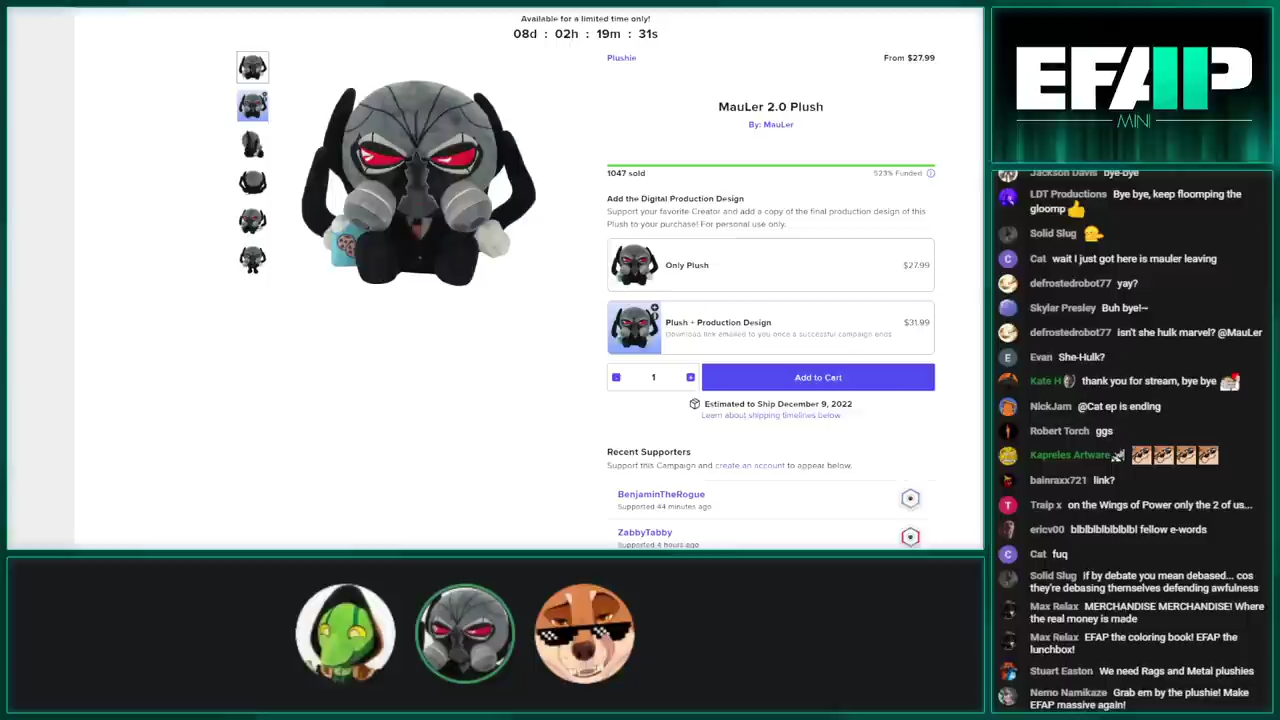 Available for a limited time only!
08d : 02h : 19m : 31s
Plushie
From $27.99
MauLer 2.0 Plush
By: MauLer
1047 sold
523% Funded
Add the Digital Production Design
Support your favorite Creator and add a copy of the final production design of this
Plush to your purchase! For personal use only.
Only Plush
$27.99
Plush + Production Design
$31.99
Download link emailed to you once a successful campaign ends
-
1
+
Add to Cart
Estimated to Ship December 9, 2022
Learn about shipping timelines below
Recent Supporters
Support this Campaign and create an account to appear below.
BenjaminTheRogue
Supported 44 minutes ago
ZabbyTabby
Supported 4 hours ago
EFAP
MINI
Jackson Davis bye-bye
LDT Productions Bye bye, keep floomping the
gloomp
Solid Slug
Cat wait I just got here is mauler leaving
defrostedrobot77 yay?
Skylar Presley Buh bye!~
defrostedrobot77 isn't she hulk marvel? @MauLer
Evan She-Hulk?
Kate H thank you for stream, bye bye
NickJam @Cat ep is ending
Robert Torch ggs
Kapreles Artware
bainraxx721 link?
Traip x on the Wings of Power only the 2 of us...
ericv00 blblblblblblbl fellow e-words
Cat fuq
Solid Slug if by debate you mean debased... cos
they're debasing themselves defending awfulness
Max Relax MERCHANDISE MERCHANDISE! Where
the real money is made
Max Relax EFAP the coloring book! EFAP the
lunchbox!
Stuart Easton We need Rags and Metal plushies
Nemo Namikaze Grab em by the plushie! Make
EFAP massive again!